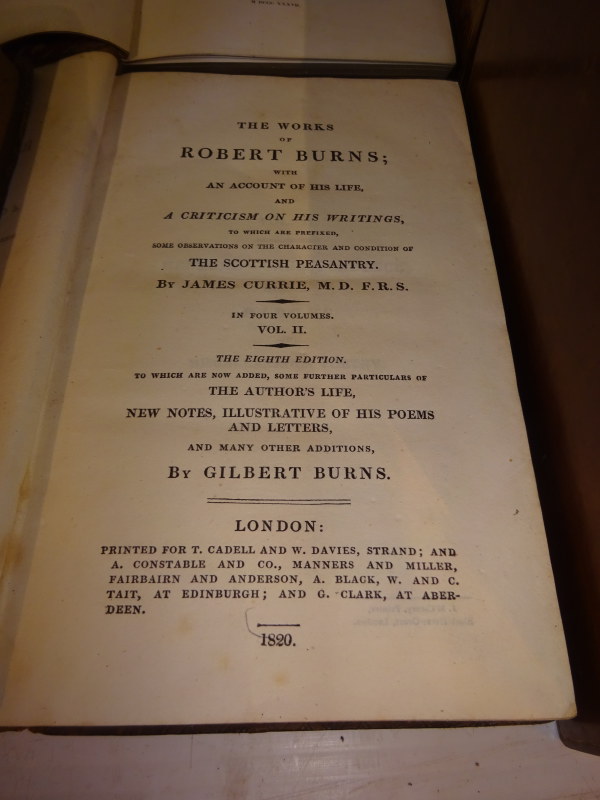 THE WORKS
OF
ROBERT BURNS;
WITH
AN ACCOUNT OF HIS LIFE,
AND
A CRITICISM ON HIS WRITINGS,
TO WHICH ARE PREFIXED,
SOME OBSERVATIONS ON THE CHARACTER AND CONDITION OF
THE SCOTTISH PEASANTRY.
BY JAMES CURRIE, M.D. F.R.S.
IN FOUR VOLUMES.
VOL. II.
THE EIGHTH EDITION.
TO WHICH ARE NOW ADDED, SOME FURTHER PARTICULARS OF
THE AUTHOR'S LIFE,
NEW NOTES, ILLUSTRATIVE OF HIS POEMS
AND LETTERS,
AND MANY OTHER ADDITIONS,
BY GILBERT BURNS.
LONDON:
PRINTED FOR T. CADELL AND W. DAVIES, STRAND; AND
A. CONSTABLE AND CO., MANNERS AND MILLER,
FAIRBAIRN AND ANDERSON, A. BLACK, W. AND C.
TAIT, AT EDINBURGH; AND G. CLARK, AT ABER-
DEEN.
1820.